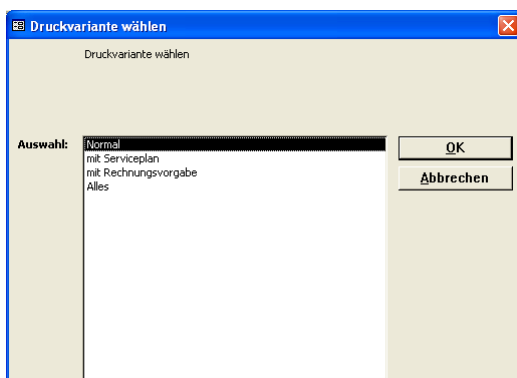 Druckvariante wählen
Druckvariante wählen
Auswahl:
Normal
mit Serviceplan
mit Rechnungsvorgabe
Alles
OK
Abbrechen